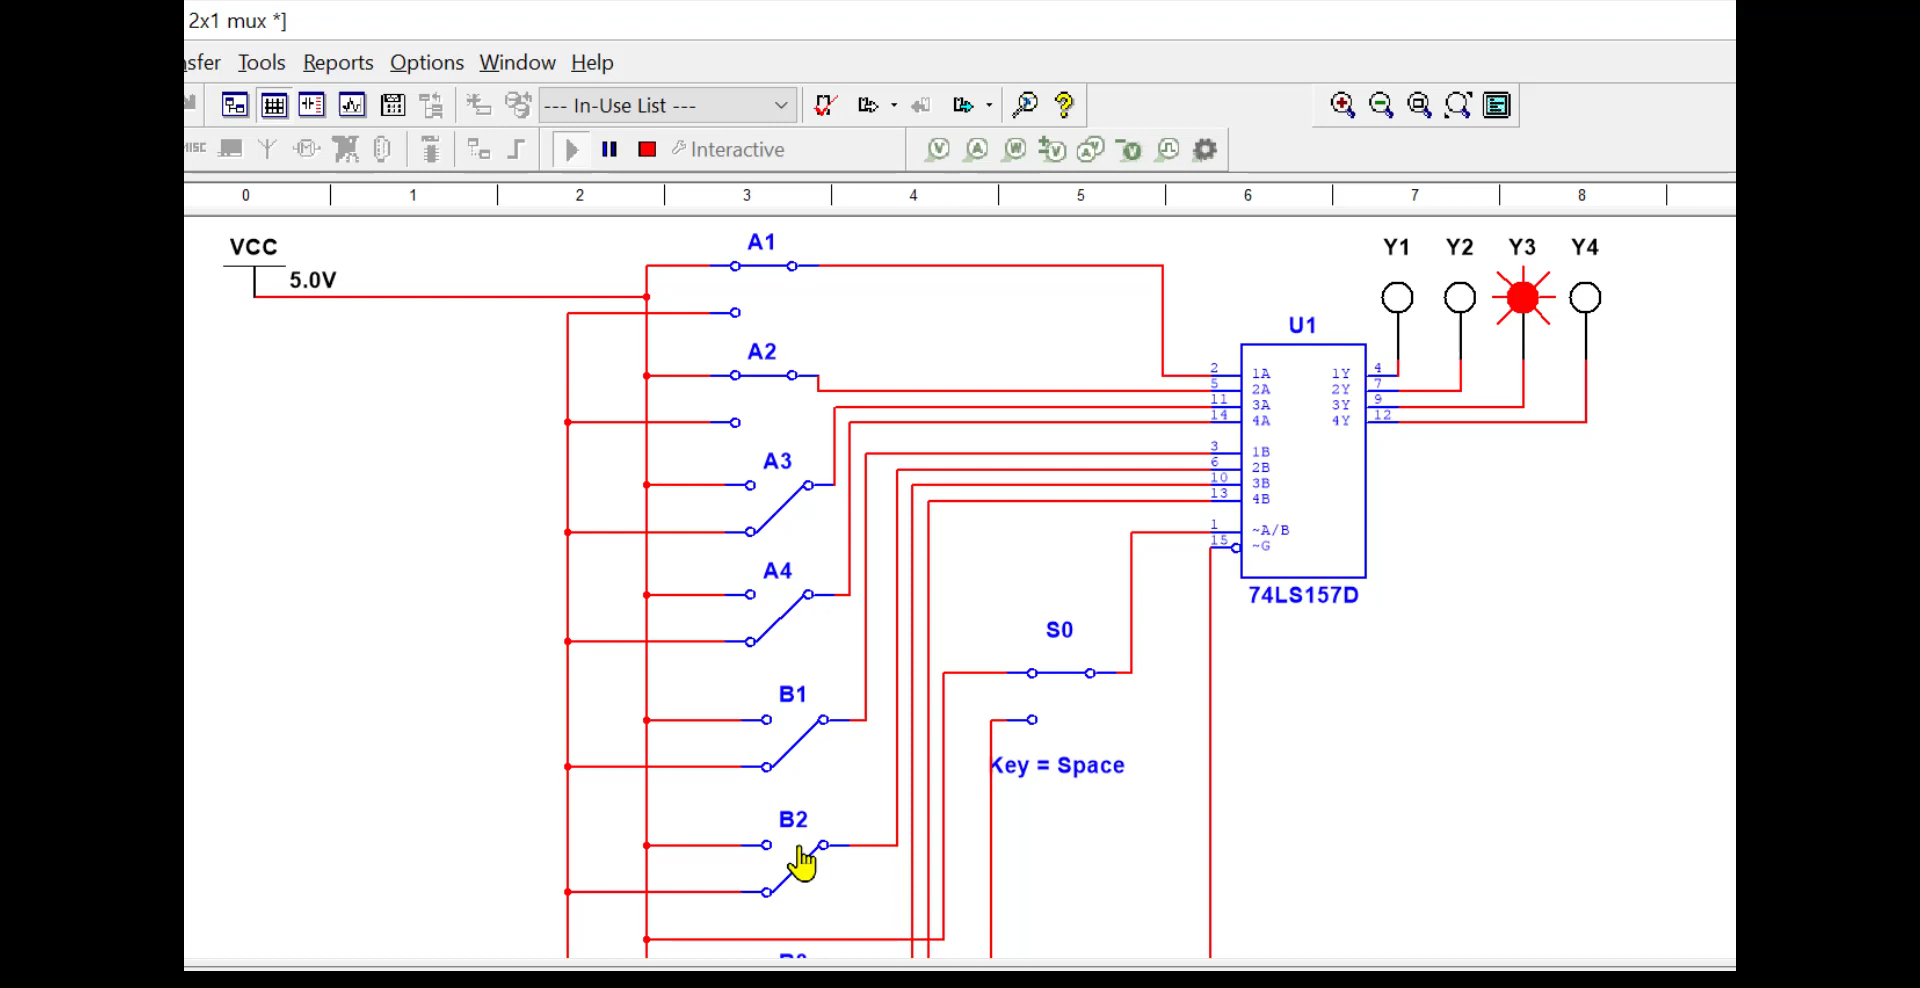 2x1 mux *]
nsfer Tools Reports Options Window Help
--- In-Use List ---
MISC Interactive
0 1 2 3 4 5 6 7 8
VCC
5.0V
A1
Y1 Y2 Y3 Y4
U1
A2
2 1A 1Y 4
5 2A 2Y 7
11 3A 3Y 9
14 4A 4Y 12
3 1B
6 2B
10 3B
13 4B
1 ~A/B
15 ~G
74LS157D
A3
A4
S0
Key = Space
B1
B2